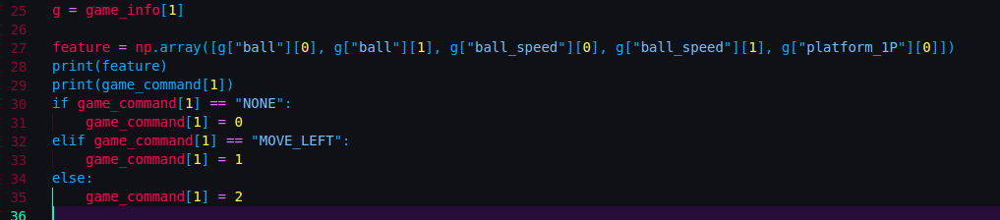 25 g = game_info[1]
26
27 feature = np.array([g["ball"][0], g["ball"][1], g["ball_speed"][0], g["ball_speed"][1], g["platform_1P"][0]])
28 print(feature)
29 print(game_command[1])
30 if game_command[1] == "NONE":
31     game_command[1] = 0
32 elif game_command[1] == "MOVE_LEFT":
33     game_command[1] = 1
34 else:
35     game_command[1] = 2
36